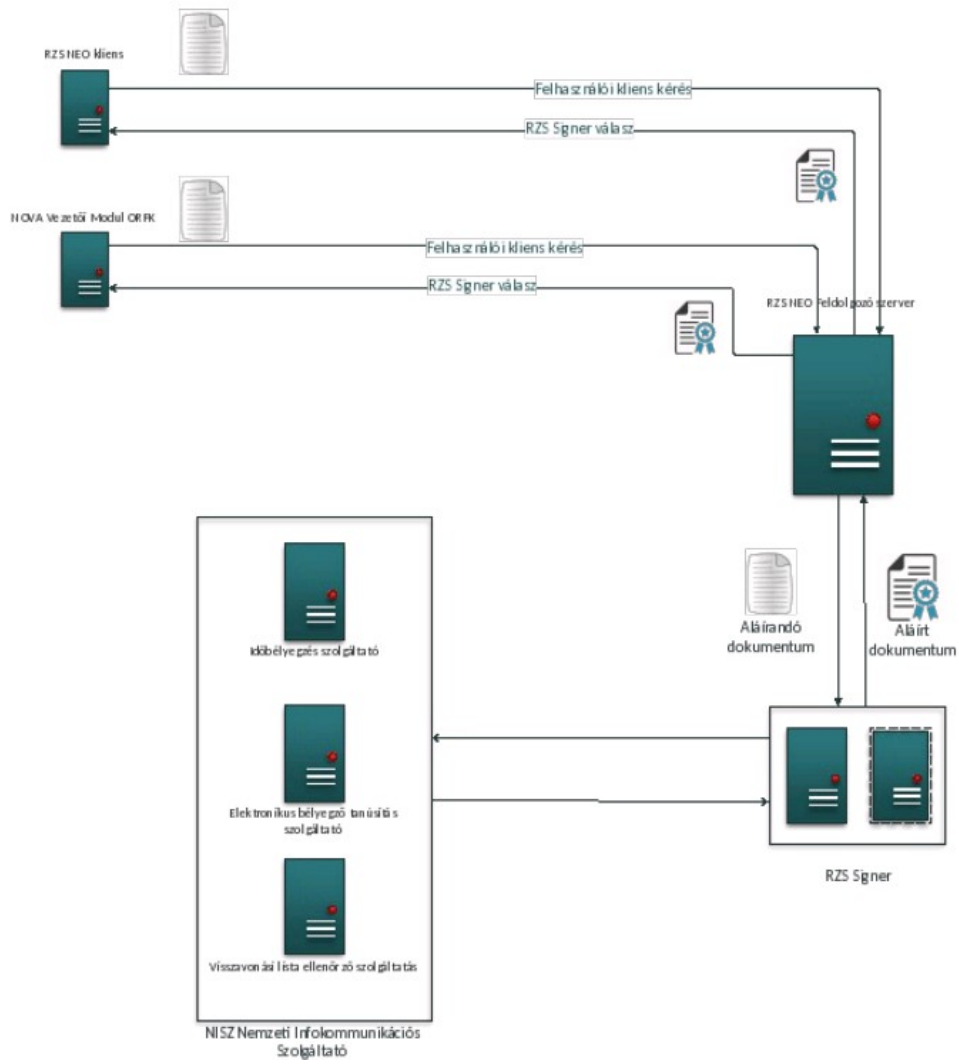 RZS NEO kliens
Felhasználói kliens kérés
RZS Signer válasz
NOVA Vezetői Modul ORFK
Felhasználói kliens kérés
RZS Signer válasz
RZS NEO Feldolgozó szerver
Aláírandó
dokumentum
Aláírt
dokumentum
Időbélyegzés szolgáltató
Elektronikus bélyegző tanúsítás
szolgáltató
Visszavonási lista ellenőrző szolgáltatás
RZS Signer
NISZ Nemzeti Infokommunikációs
Szolgáltató